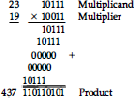 23 10111 Multiplicand
19 × 10011 Multiplier
10111
10111
00000 +
00000
10111
437 110110101 Product